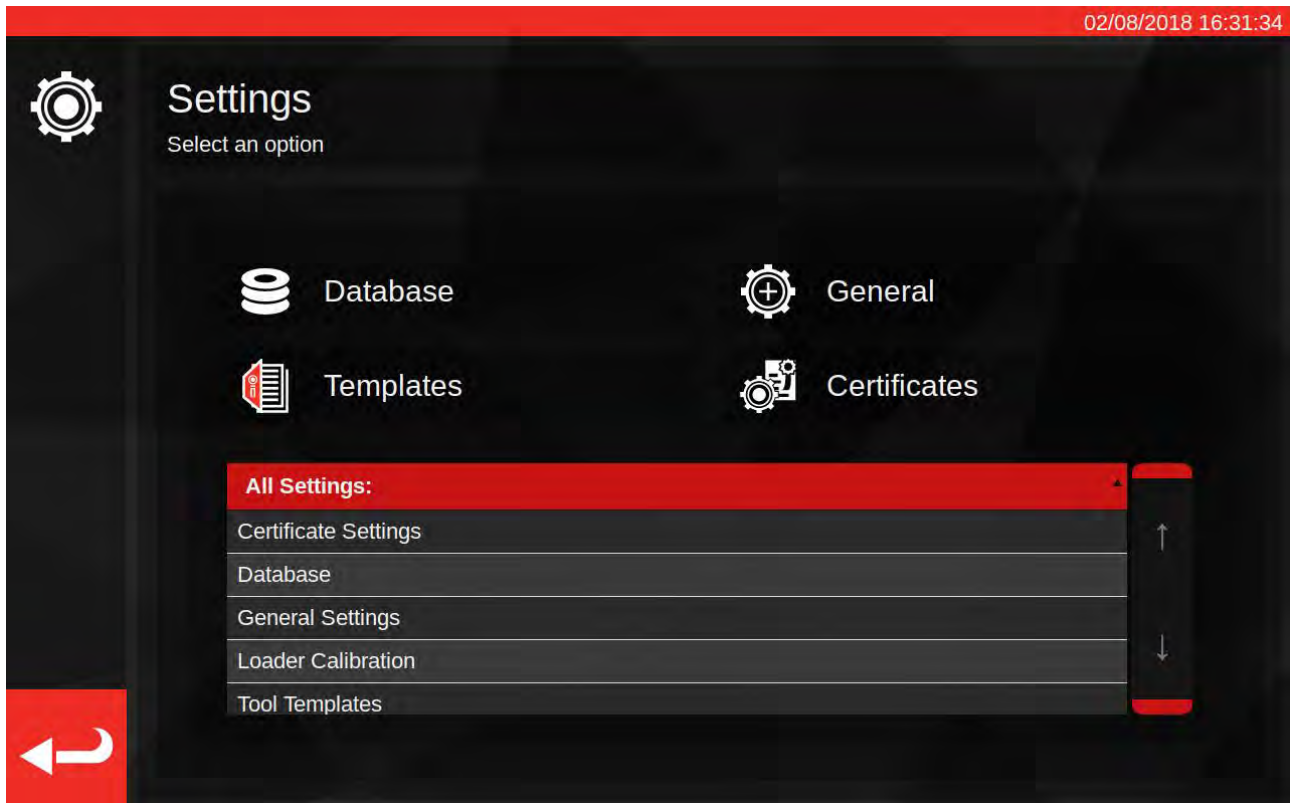 02/08/2018 16:31:34
Settings
Select an option
Database
General
Templates
Certificates
All Settings:
Certificate Settings
Database
General Settings
Loader Calibration
Tool Templates